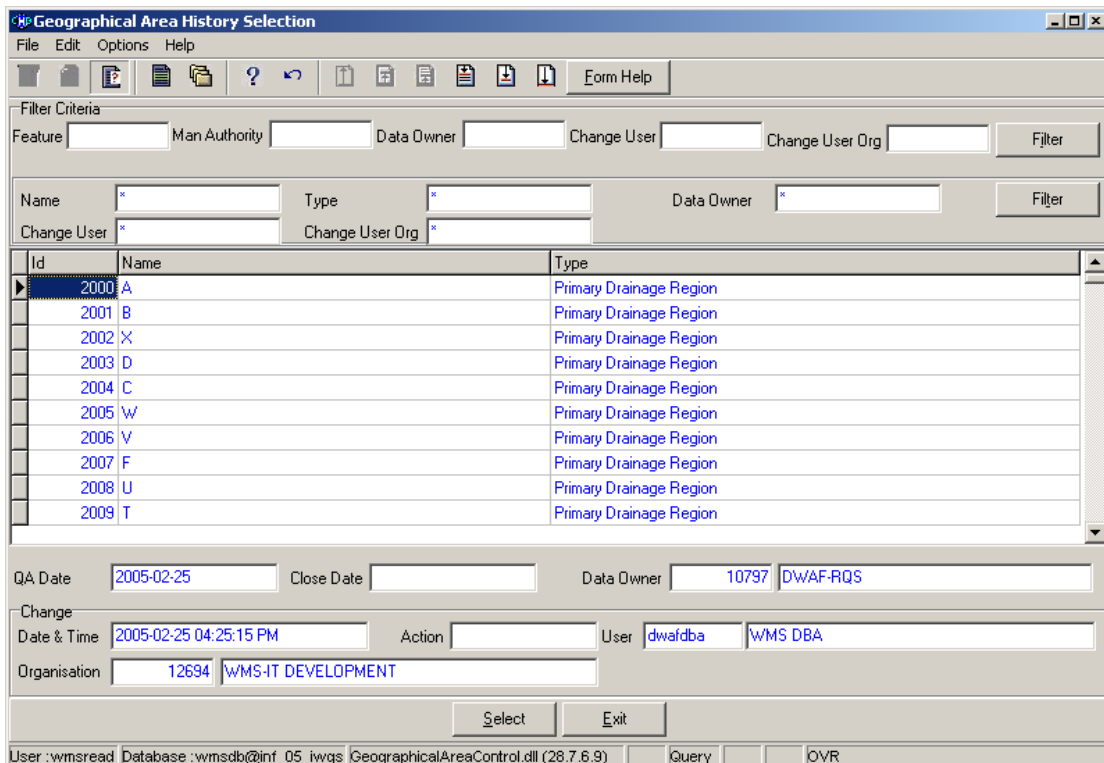 Geographical Area History Selection
File Edit Options Help
? Form Help
Filter Criteria
Feature Man Authority Data Owner Change User Change User Org Filter
Name * Type * Data Owner * Filter
Change User * Change User Org *
Id Name Type
2000 A Primary Drainage Region
2001 B Primary Drainage Region
2002 X Primary Drainage Region
2003 D Primary Drainage Region
2004 C Primary Drainage Region
2005 W Primary Drainage Region
2006 V Primary Drainage Region
2007 F Primary Drainage Region
2008 U Primary Drainage Region
2009 T Primary Drainage Region
QA Date 2005-02-25 Close Date Data Owner 10797 DWAF-RQS
Change
Date & Time 2005-02-25 04:25:15 PM Action User dwafdba WMS DBA
Organisation 12694 WMS-IT DEVELOPMENT
Select Exit
User :wmsread Database :wmsdb@inf_05_iwqs GeographicalAreaControl.dll (28.7.6.9) Query OVR